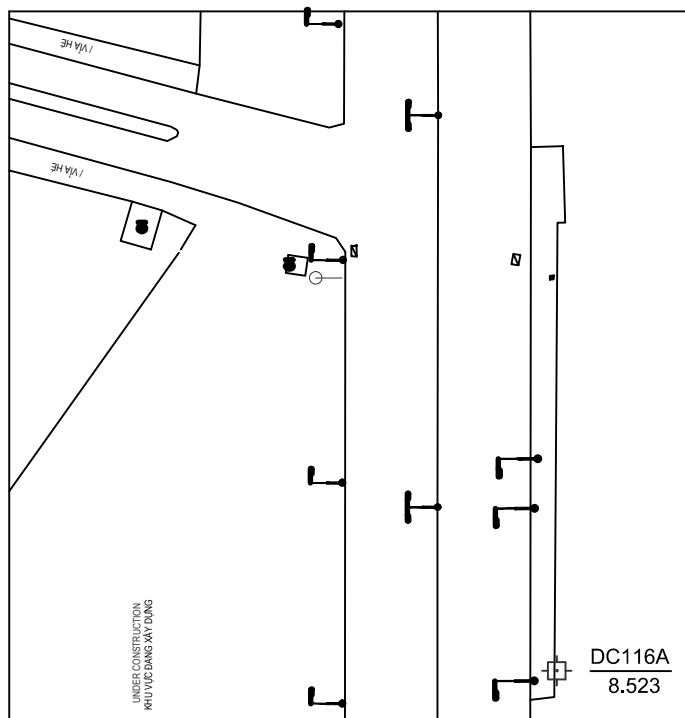 / VỈA HÈ
/ VỈA HÈ
UNDER CONSTRUCTION
KHU VỰC ĐANG XÂY DỰNG
DC116A
8.523